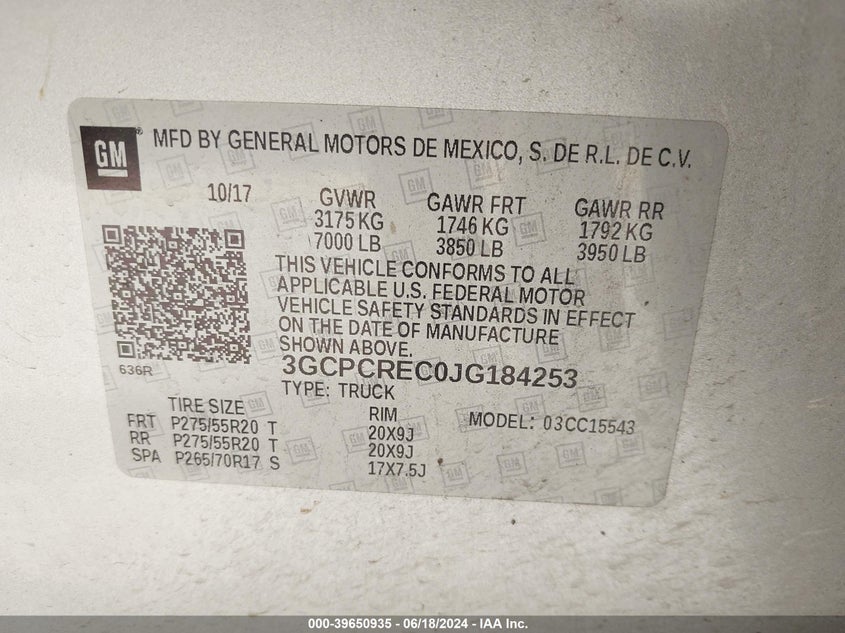 GM
MFD BY GENERAL MOTORS DE MEXICO, S. DE R.L. DE C.V.
10/17
GVWR GAWR FRT GAWR RR
3175 KG 1746 KG 1792 KG
7000 LB 3850 LB 3950 LB
THIS VEHICLE CONFORMS TO ALL
APPLICABLE U.S. FEDERAL MOTOR
VEHICLE SAFETY STANDARDS IN EFFECT
ON THE DATE OF MANUFACTURE
SHOWN ABOVE.
636R
3GCPCREC0JG184253
TYPE: TRUCK
TIRE SIZE RIM MODEL: 03CC15543
FRT P275/55R20 T 20X9J
RR P275/55R20 T 20X9J
SPA P265/70R17 S 17X7.5J
000-39650935 - 06/18/2024 - IAA Inc.